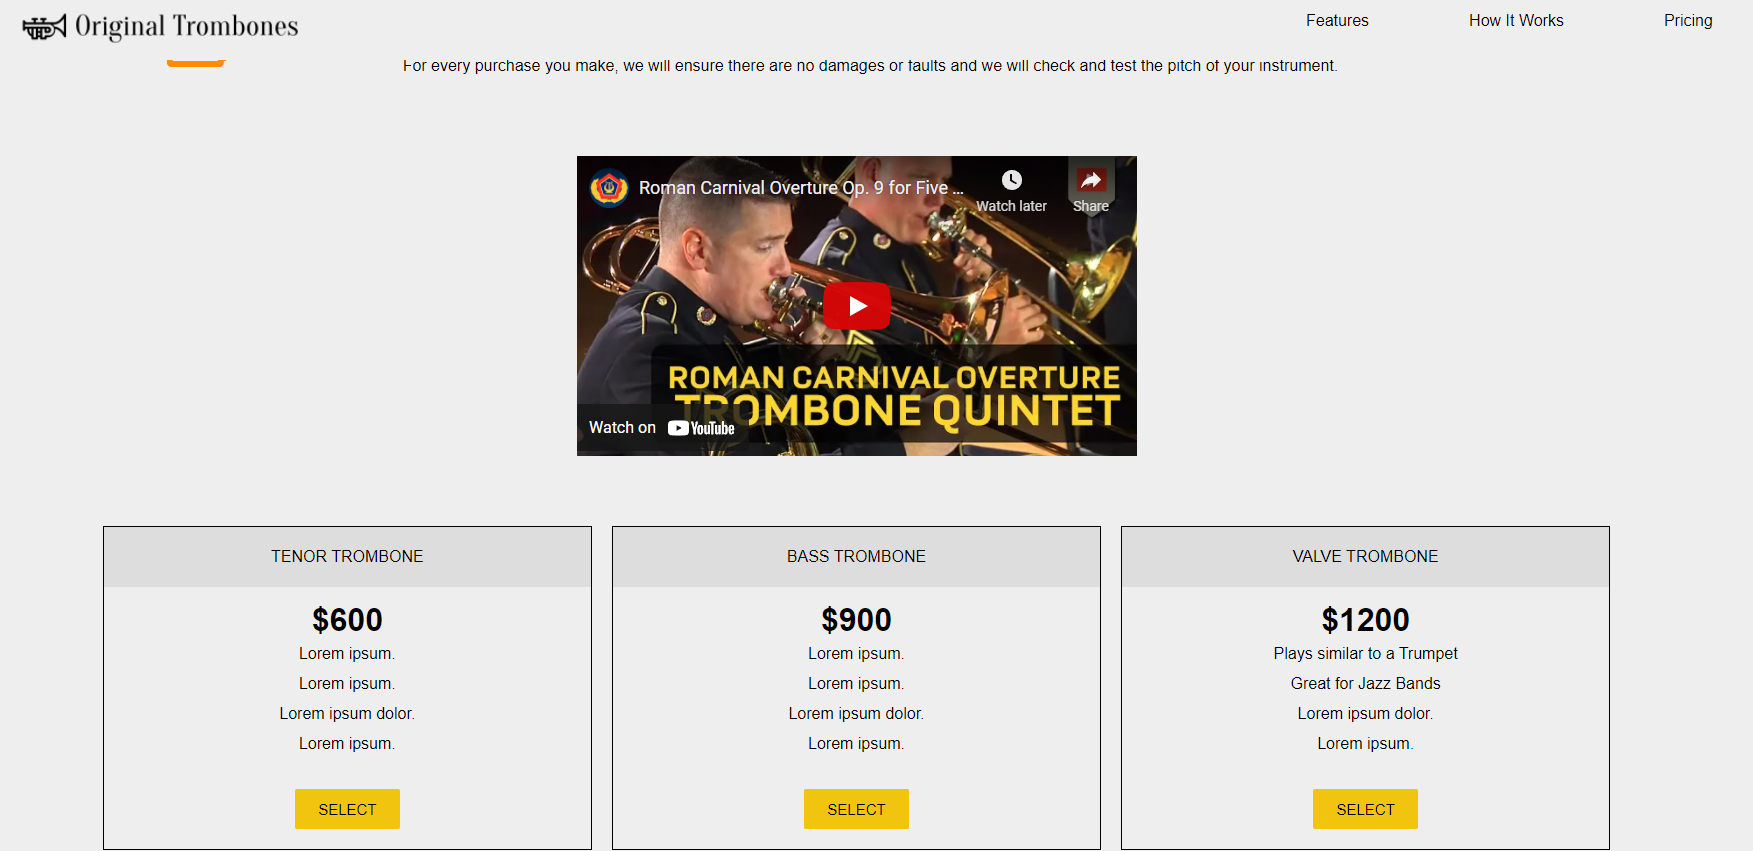 Original Trombones
Features
How It Works
Pricing
For every purchase you make, we will ensure there are no damages or faults and we will check and test the pitch of your instrument.
Roman Carnival Overture Op. 9 for Five ...
Watch later
Share
ROMAN CARNIVAL OVERTURE
TROMBONE QUINTET
Watch on YouTube
TENOR TROMBONE
$600
Lorem ipsum.
Lorem ipsum.
Lorem ipsum dolor.
Lorem ipsum.
SELECT
BASS TROMBONE
$900
Lorem ipsum.
Lorem ipsum.
Lorem ipsum dolor.
Lorem ipsum.
SELECT
VALVE TROMBONE
$1200
Plays similar to a Trumpet
Great for Jazz Bands
Lorem ipsum dolor.
Lorem ipsum.
SELECT